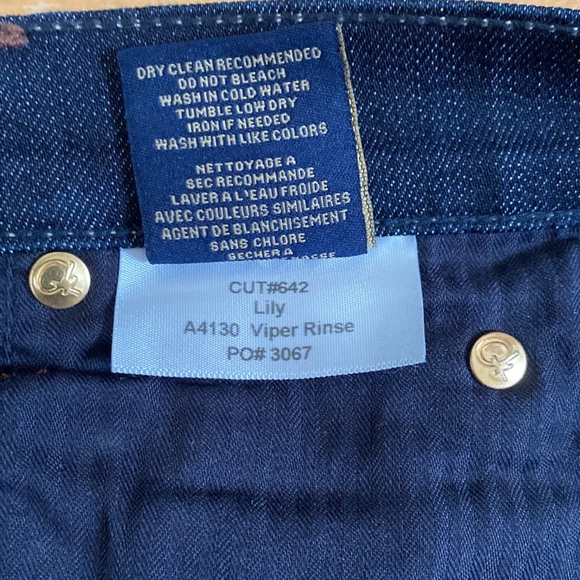 DRY CLEAN RECOMMENDED
DO NOT BLEACH
WASH IN COLD WATER
TUMBLE LOW DRY
IRON IF NEEDED
WASH WITH LIKE COLORS
NETTOYAGE A
SEC RECOMMANDE
LAVER A L'EAU FROIDE
AVEC COULEURS SIMILAIRES
AGENT DE BLANCHISEMENT
SANS CHLORE
SECHER A
CUT#642
Lily
A4130 Viper Rinse
PO# 3067